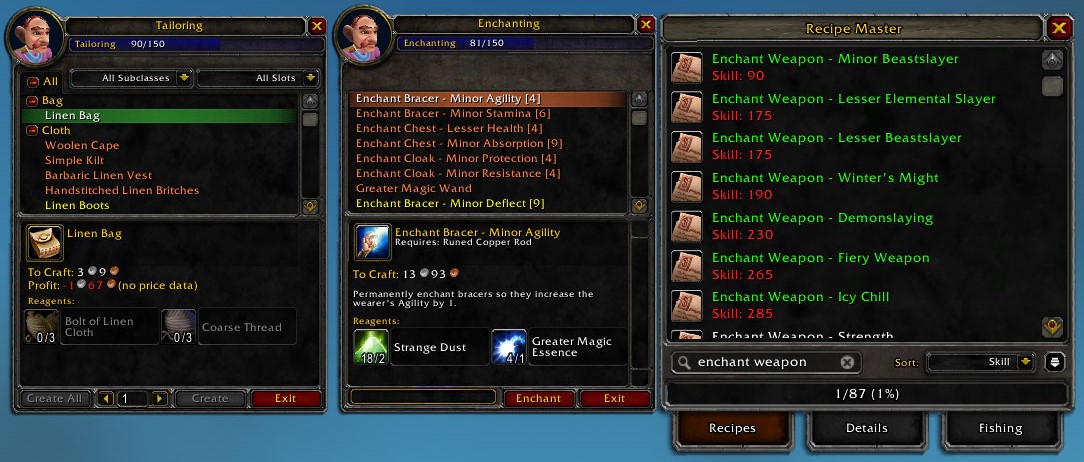 Tailoring
Tailoring 90/150
All
All Subclasses
All Slots
Bag
Linen Bag
Cloth
Woolen Cape
Simple Kilt
Barbaric Linen Vest
Handstitched Linen Britches
Linen Boots
Linen Bag
To Craft: 3 9
Profit: -1 67 (no price data)
Reagents:
0/3
Bolt of Linen
Cloth
0/3
Coarse Thread
Create All
1
Create
Exit
Enchanting
Enchanting 81/150
Enchant Bracer - Minor Agility [4]
Enchant Bracer - Minor Stamina [6]
Enchant Chest - Lesser Health [4]
Enchant Chest - Minor Absorption [9]
Enchant Cloak - Minor Protection [4]
Enchant Cloak - Minor Resistance [4]
Greater Magic Wand
Enchant Bracer - Minor Deflect [9]
Enchant Bracer - Minor Agility
Requires: Runed Copper Rod
To Craft: 13 93
Permanently enchant bracers so they increase the
wearer's Agility by 1.
Reagents:
18/2
Strange Dust
4/1
Greater Magic
Essence
Enchant
Exit
Recipe Master
Enchant Weapon - Minor Beastslayer
Skill: 90
Enchant Weapon - Lesser Elemental Slayer
Skill: 175
Enchant Weapon - Lesser Beastslayer
Skill: 175
Enchant Weapon - Winter's Might
Skill: 190
Enchant Weapon - Demonslaying
Skill: 230
Enchant Weapon - Fiery Weapon
Skill: 265
Enchant Weapon - Icy Chill
Skill: 285
Enchant Weapon - Strength
enchant weapon
Sort:
Skill
1/87 (1%)
Recipes
Details
Fishing